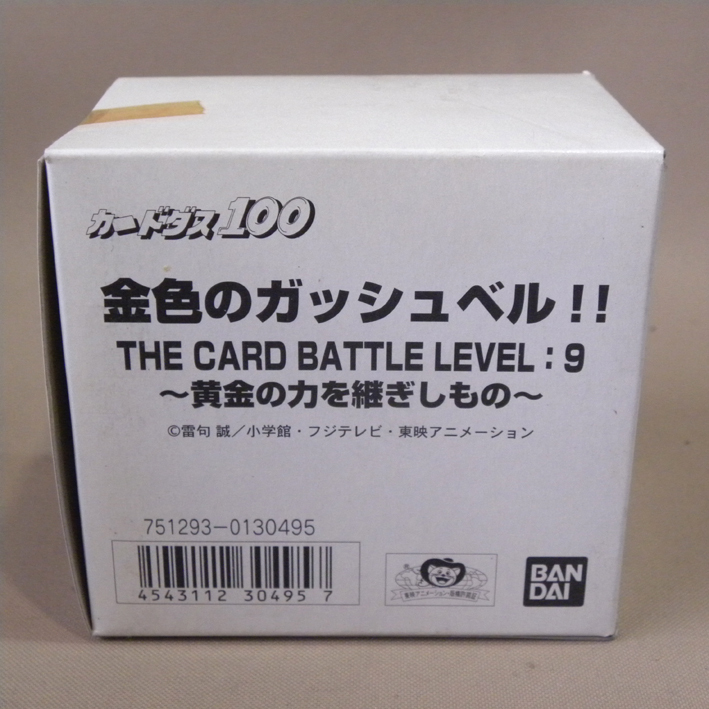 カードダス100
金色のガッシュベル!!
THE CARD BATTLE LEVEL:9
〜黄金の力を継ぎしもの〜
©雷句 誠／小学館・フジテレビ・東映アニメーション
751293-0130495
4543112 304957
BAN
DAI